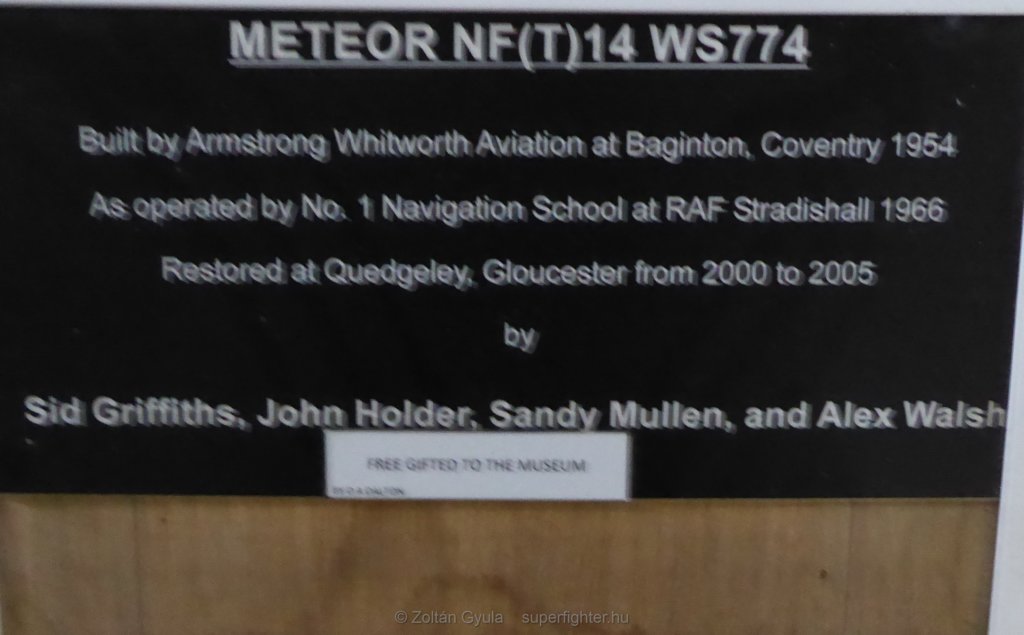 METEOR NF(T)14 WS774
Built by Armstrong Whitworth Aviation at Baginton, Coventry 1954
As operated by No. 1 Navigation School at RAF Stradishall 1966
Restored at Quedgeley, Gloucester from 2000 to 2005
by
Sid Griffiths, John Holder, Sandy Mullen, and Alex Walsh
FREE GIFTED TO THE MUSEUM
BY D A DALTON
© Zoltán Gyula superfighter.hu